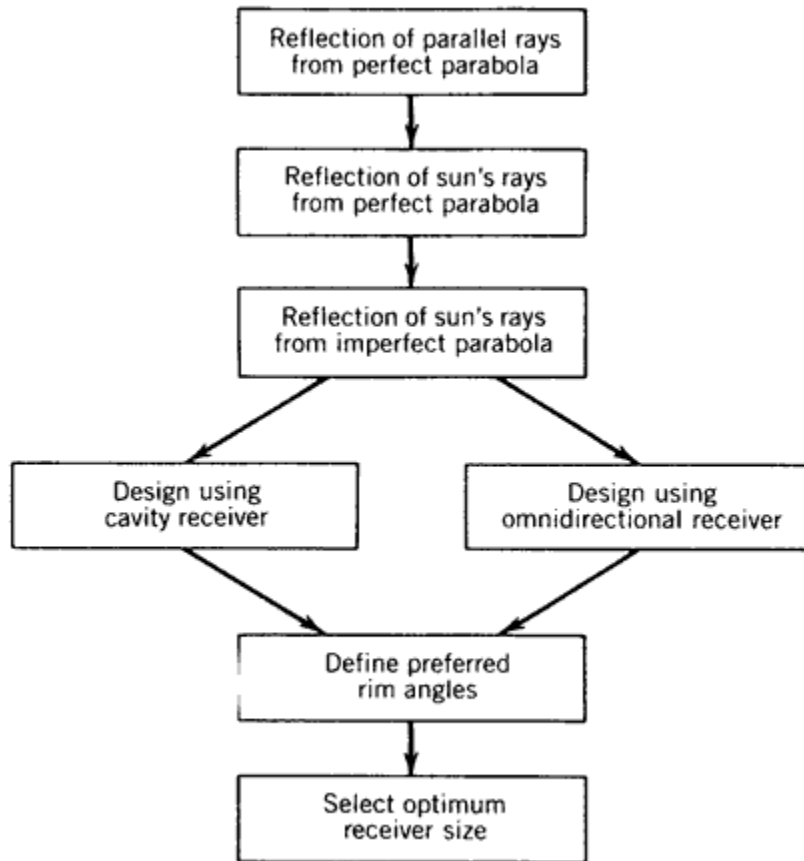 Reflection of parallel rays
from perfect parabola
Reflection of sun's rays
from perfect parabola
Reflection of sun's rays
from imperfect parabola
Design using
cavity receiver
Design using
omnidirectional receiver
Define preferred
rim angles
Select optimum
receiver size